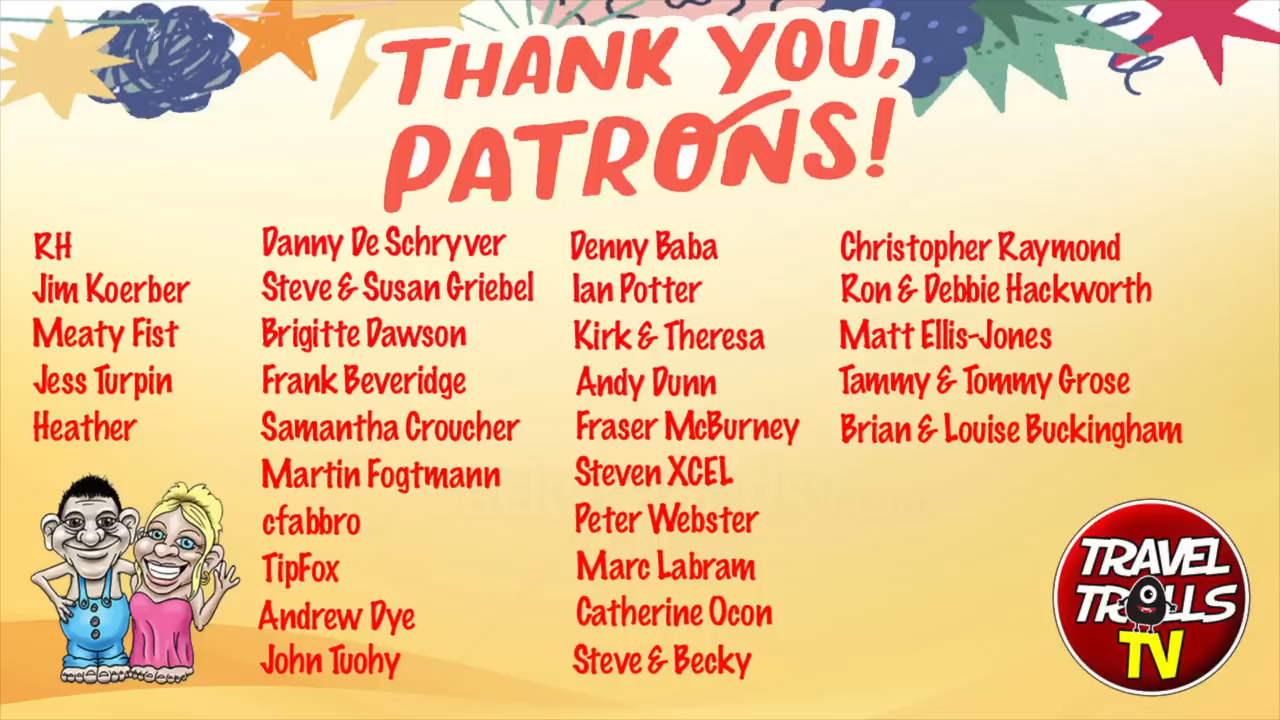 THANK YOU,
PATRONS!
RH
Jim Koerber
Meaty Fist
Jess Turpin
Heather
Danny De Schryver
Steve & Susan Griebel
Brigitte Dawson
Frank Beveridge
Samantha Croucher
Martin Fogtmann
cfabbro
TipFox
Andrew Dye
John Tuohy
Denny Baba
Ian Potter
Kirk & Theresa
Andy Dunn
Fraser McBurney
Steven XCEL
Peter Webster
Marc Labram
Catherine Ocon
Steve & Becky
Christopher Raymond
Ron & Debbie Hackworth
Matt Ellis-Jones
Tammy & Tommy Grose
Brian & Louise Buckingham
TRAVEL
TROLLS
TV